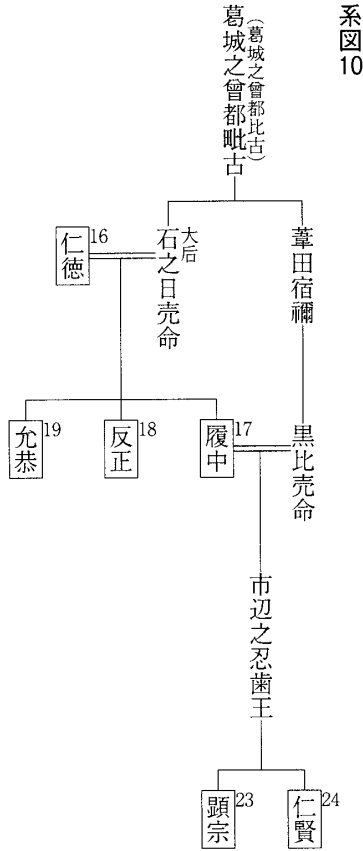 系図10
葛城之曾都毗古
(葛城之曾都比古)
葦田宿禰
大后
石之日売命
16
仁徳
黒比売命
17
履中
18
反正
19
允恭
市辺之忍歯王
24
仁賢
23
顕宗